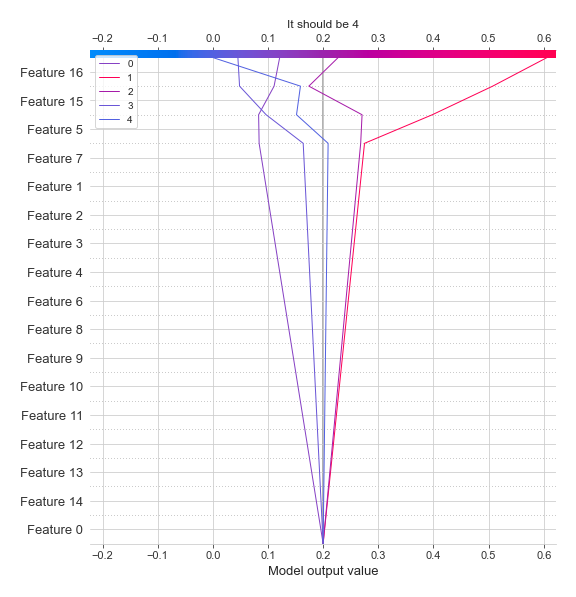 It should be 4
−0.2 −0.1 0.0 0.1 0.2 0.3 0.4 0.5 0.6
0
1
2
3
4
Feature 16
Feature 15
Feature 5
Feature 7
Feature 1
Feature 2
Feature 3
Feature 4
Feature 6
Feature 8
Feature 9
Feature 10
Feature 11
Feature 12
Feature 13
Feature 14
Feature 0
−0.2 −0.1 0.0 0.1 0.2 0.3 0.4 0.5 0.6
Model output value